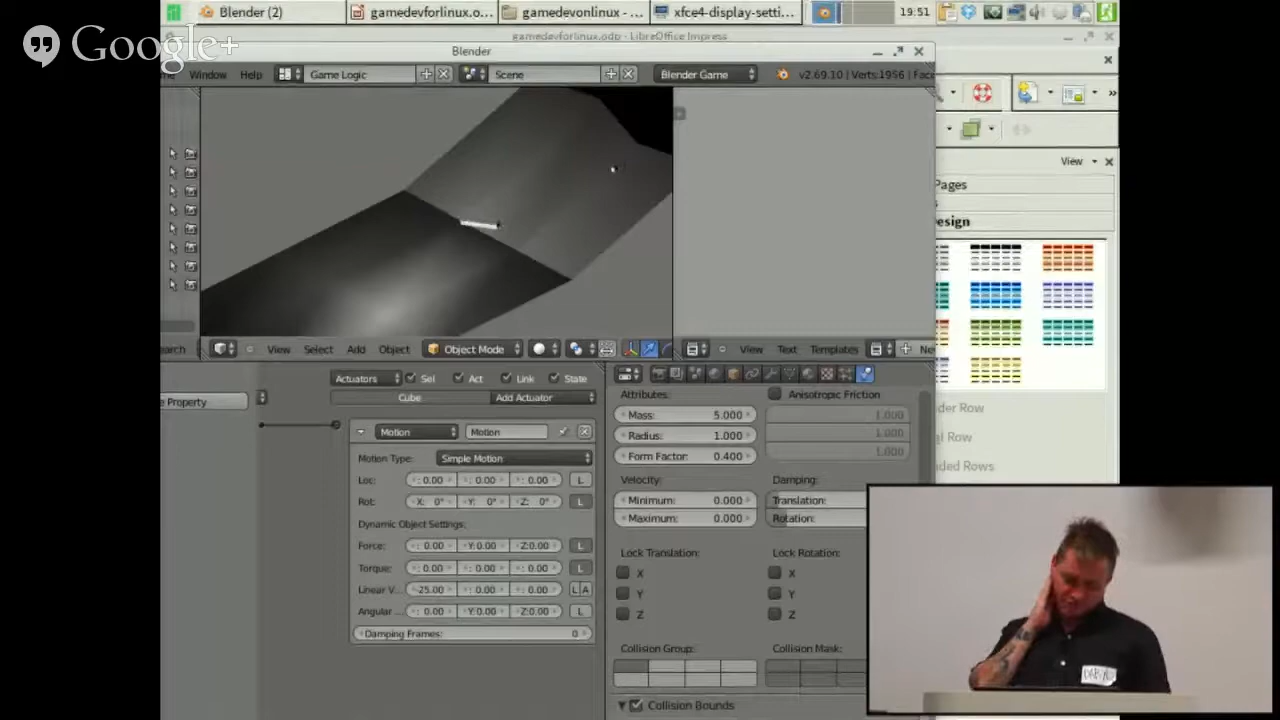 Google+
Blender (2)
gamedevforlinux.o...
gamedevonlinux - ...
xfce4-display-setti...
19:51
gamedevforlinux.odp - LibreOffice Impress
Blender
Window Help Game Logic Scene Blender Game v2.69.10 | Verts:1956 | Fac
View
Pages
esign
View Select Add Object Object Mode
View Text Templates Ne
earch
Actuators Sel Act Link State
Cube Add Actuator
e Property
Motion Motion
Motion Type: Simple Motion
Loc: 0.00 0.00 0.00 L
Rot: X: 0° Y: 0° Z: 0° L
Dynamic Object Settings:
Force: 0.00 Y:0.00 Z:0.00 L
Torque: 0.00 0.00 0.00 L
Linear V... -25.00 0.00 0.00 L A
Angular ... 0.00 Y:0.00 Z:0.00 L
Damping Frames: 0
Attributes:
Anisotropic Friction
Mass: 5.000
1.000
Radius: 1.000
1.000
Form Factor: 0.400
1.000
Velocity:
Damping:
Minimum: 0.000
Translation:
Maximum: 0.000
Rotation:
Lock Translation:
Lock Rotation:
X X
Y Y
Z Z
Collision Group:
Collision Mask:
Collision Bounds
der Row
al Row
nded Rows